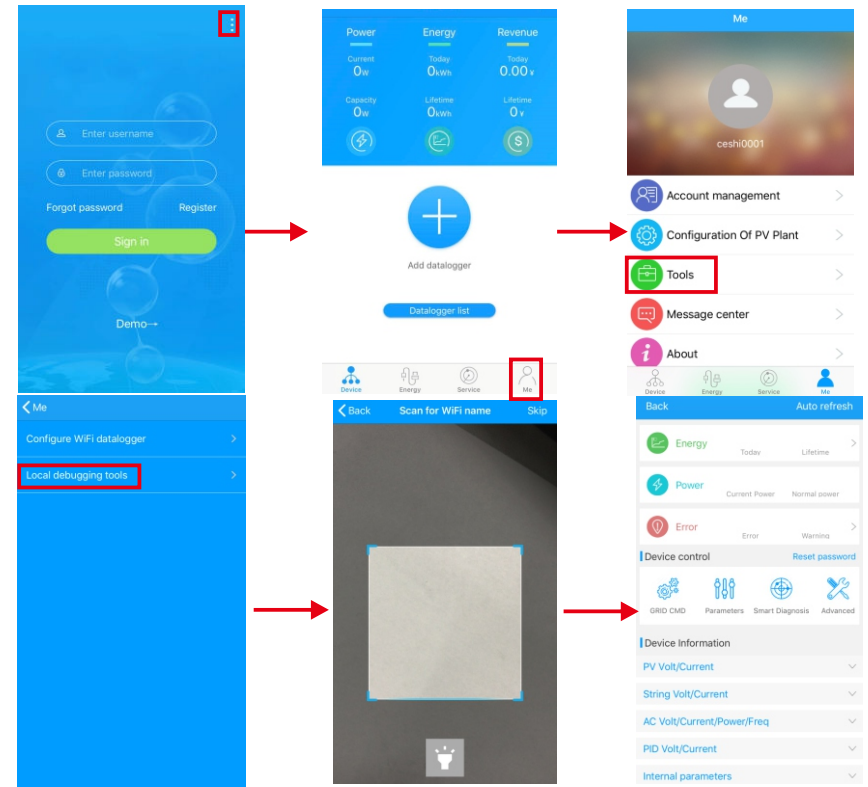 Enter username
Enter password
Forgot password Register
Sign in
Demo→
Power Energy Revenue
Current Today Today
0W 0kWh 0.00 ¥
Capacity Lifetime Lifetime
0W 0kWh 0 ¥
Add datalogger
Datalogger list
Device Energy Service Me
Me
ceshi0001
Account management
Configuration Of PV Plant
Tools
Message center
About
Device Energy Service Me
Me
Configure WiFi datalogger
Local debugging tools
Back Scan for WiFi name Skip
Back Auto refresh
Energy
Today Lifetime
Power
Current Power Normal power
Error
Error Warning
Device control Reset password
GRID CMD Parameters Smart Diagnosis Advanced
Device Information
PV Volt/Current
String Volt/Current
AC Volt/Current/Power/Freq
PID Volt/Current
Internal parameters